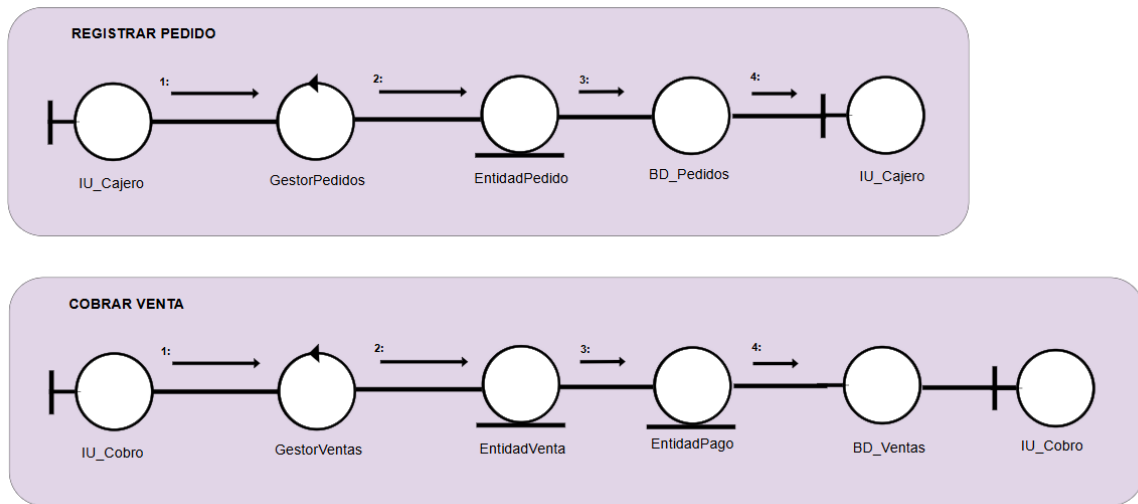 REGISTRAR PEDIDO
1: 2: 3: 4:
IU_Cajero GestorPedidos EntidadPedido BD_Pedidos IU_Cajero
COBRAR VENTA
1: 2: 3: 4:
IU_Cobro GestorVentas EntidadVenta EntidadPago BD_Ventas IU_Cobro